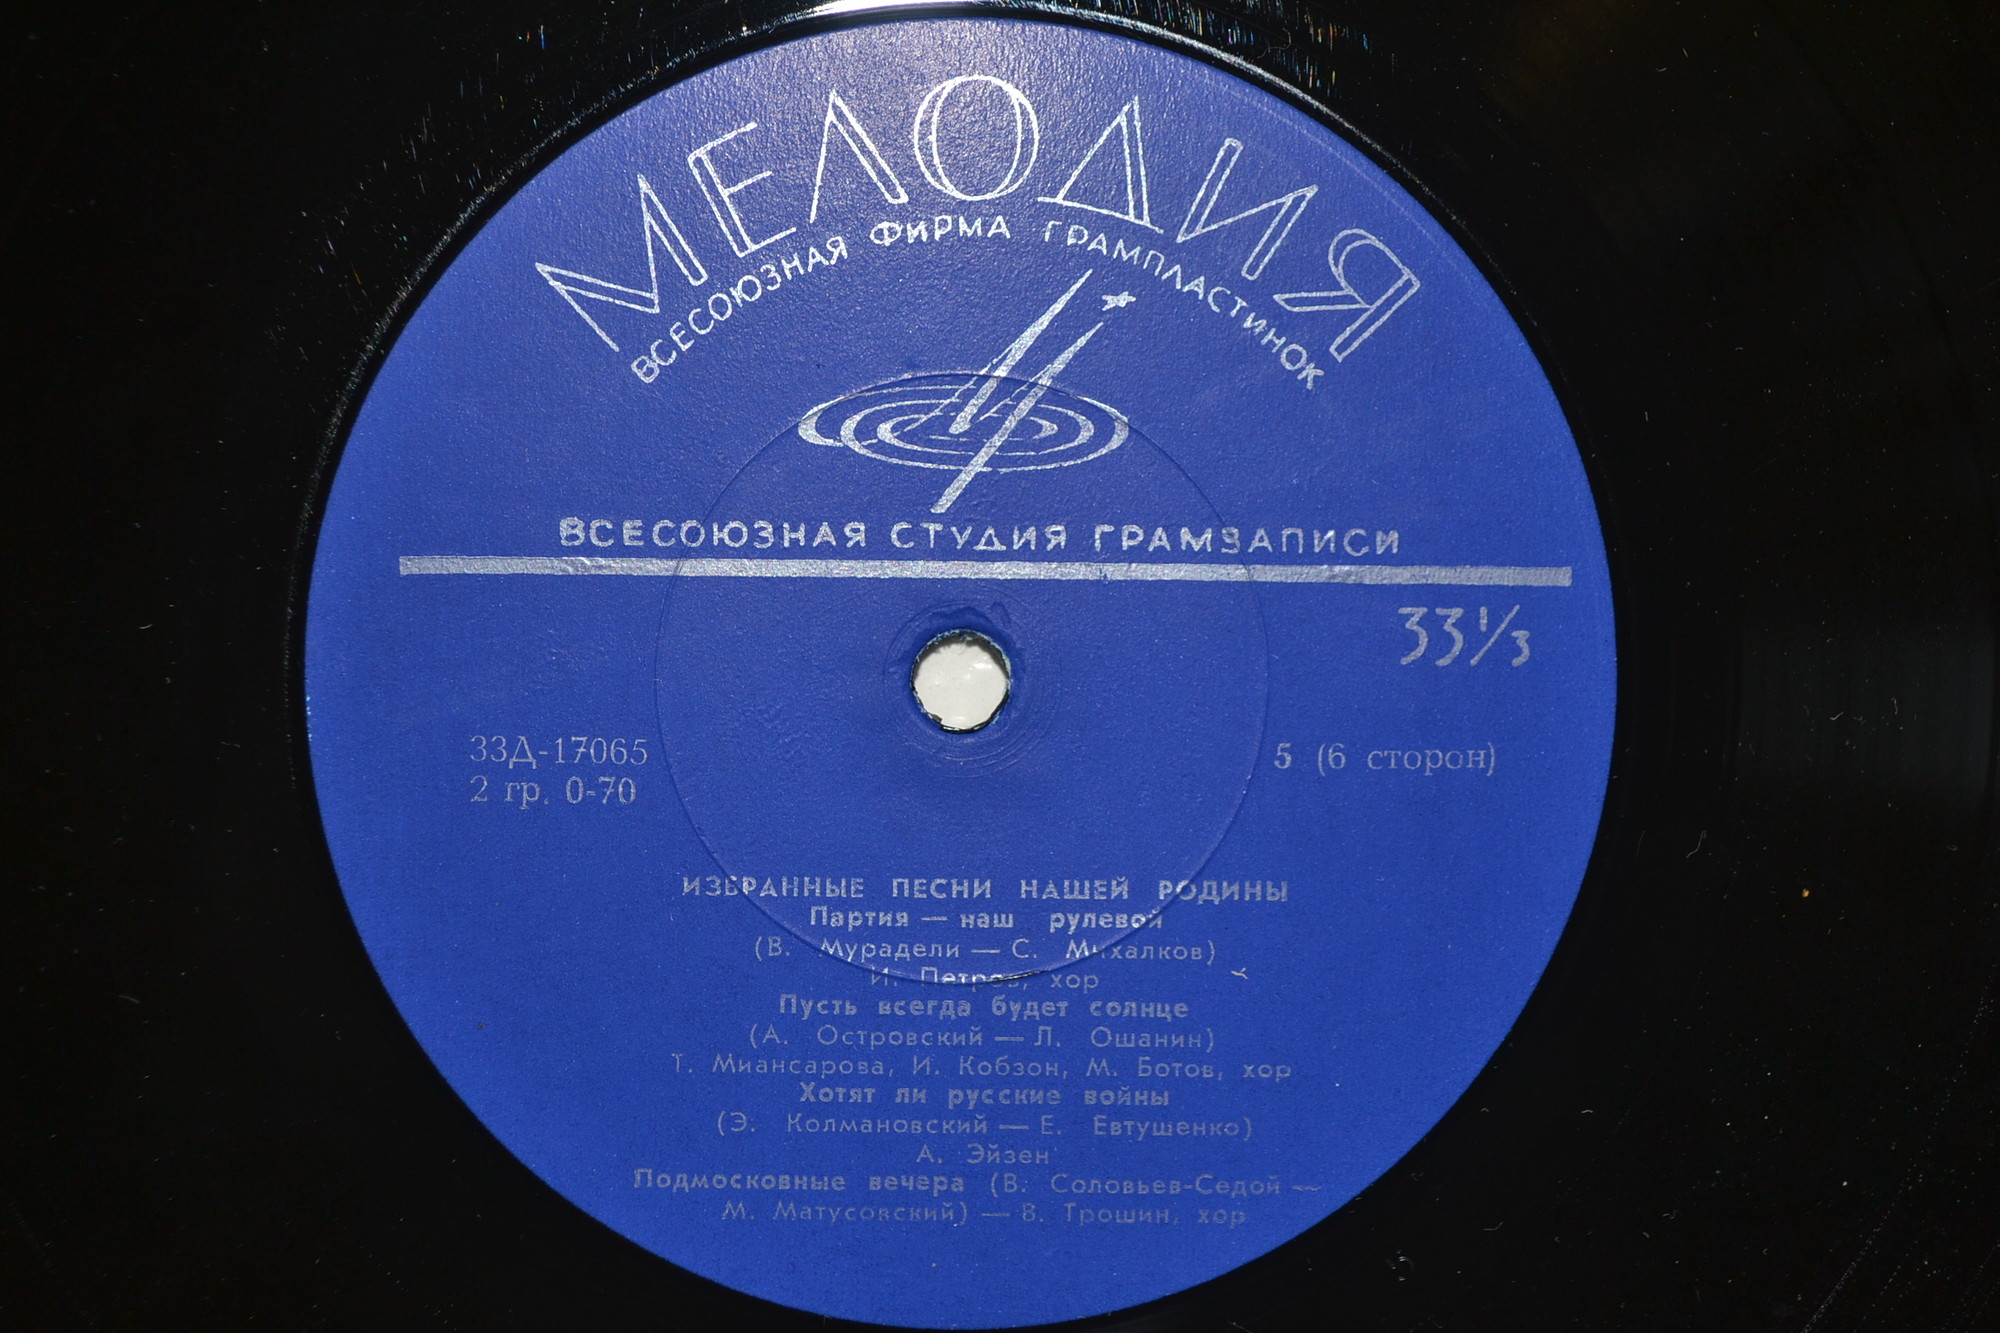 МЕЛОДИЯ
ВСЕСОЮЗНАЯ ФИРМА ГРАМПЛАСТИНОК
ВСЕСОЮЗНАЯ СТУДИЯ ГРАМЗАПИСИ
33 1/3
33Д-17065
2 гр. 0-70
5 (6 сторон)
ИЗБРАННЫЕ ПЕСНИ НАШЕЙ РОДИНЫ
Партия — наш рулевой
(В. Мурадели — С. Михалков)
И. Петров, хор
Пусть всегда будет солнце
(А. Островский — Л. Ошанин)
Т. Миансарова, И. Кобзон, М. Ботов, хор
Хотят ли русские войны
(Э. Колмановский — Е. Евтушенко)
А. Эйзен
Подмосковные вечера (В. Соловьев-Седой —
М. Матусовский) — В. Трошин, хор